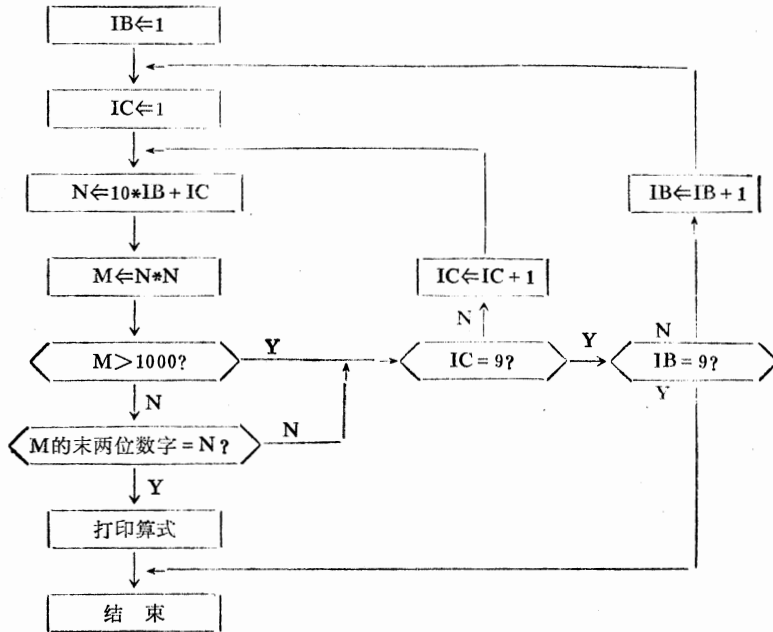 IB⇐1
IC⇐1
N⇐10*IB+IC
IB⇐IB+1
M⇐N*N
IC⇐IC+1
N
N
M>1000?
Y
IC=9?
Y
IB=9?
Y
N
M的末两位数字=N?
N
Y
打印算式
结 束